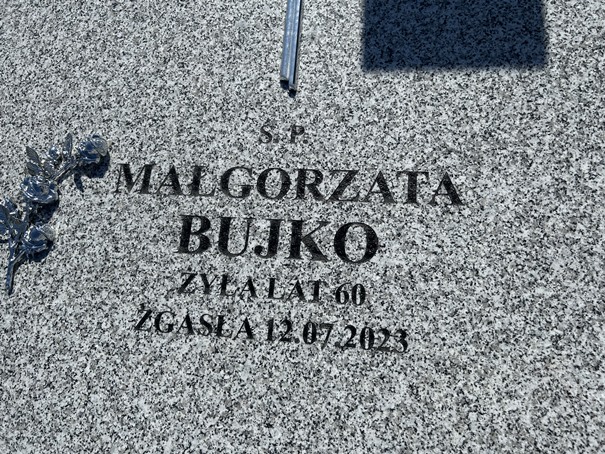 Ś. P.
MAŁGORZATA
BUJKO
ŻYŁA LAT 60
ZGASŁA 12.07.2023